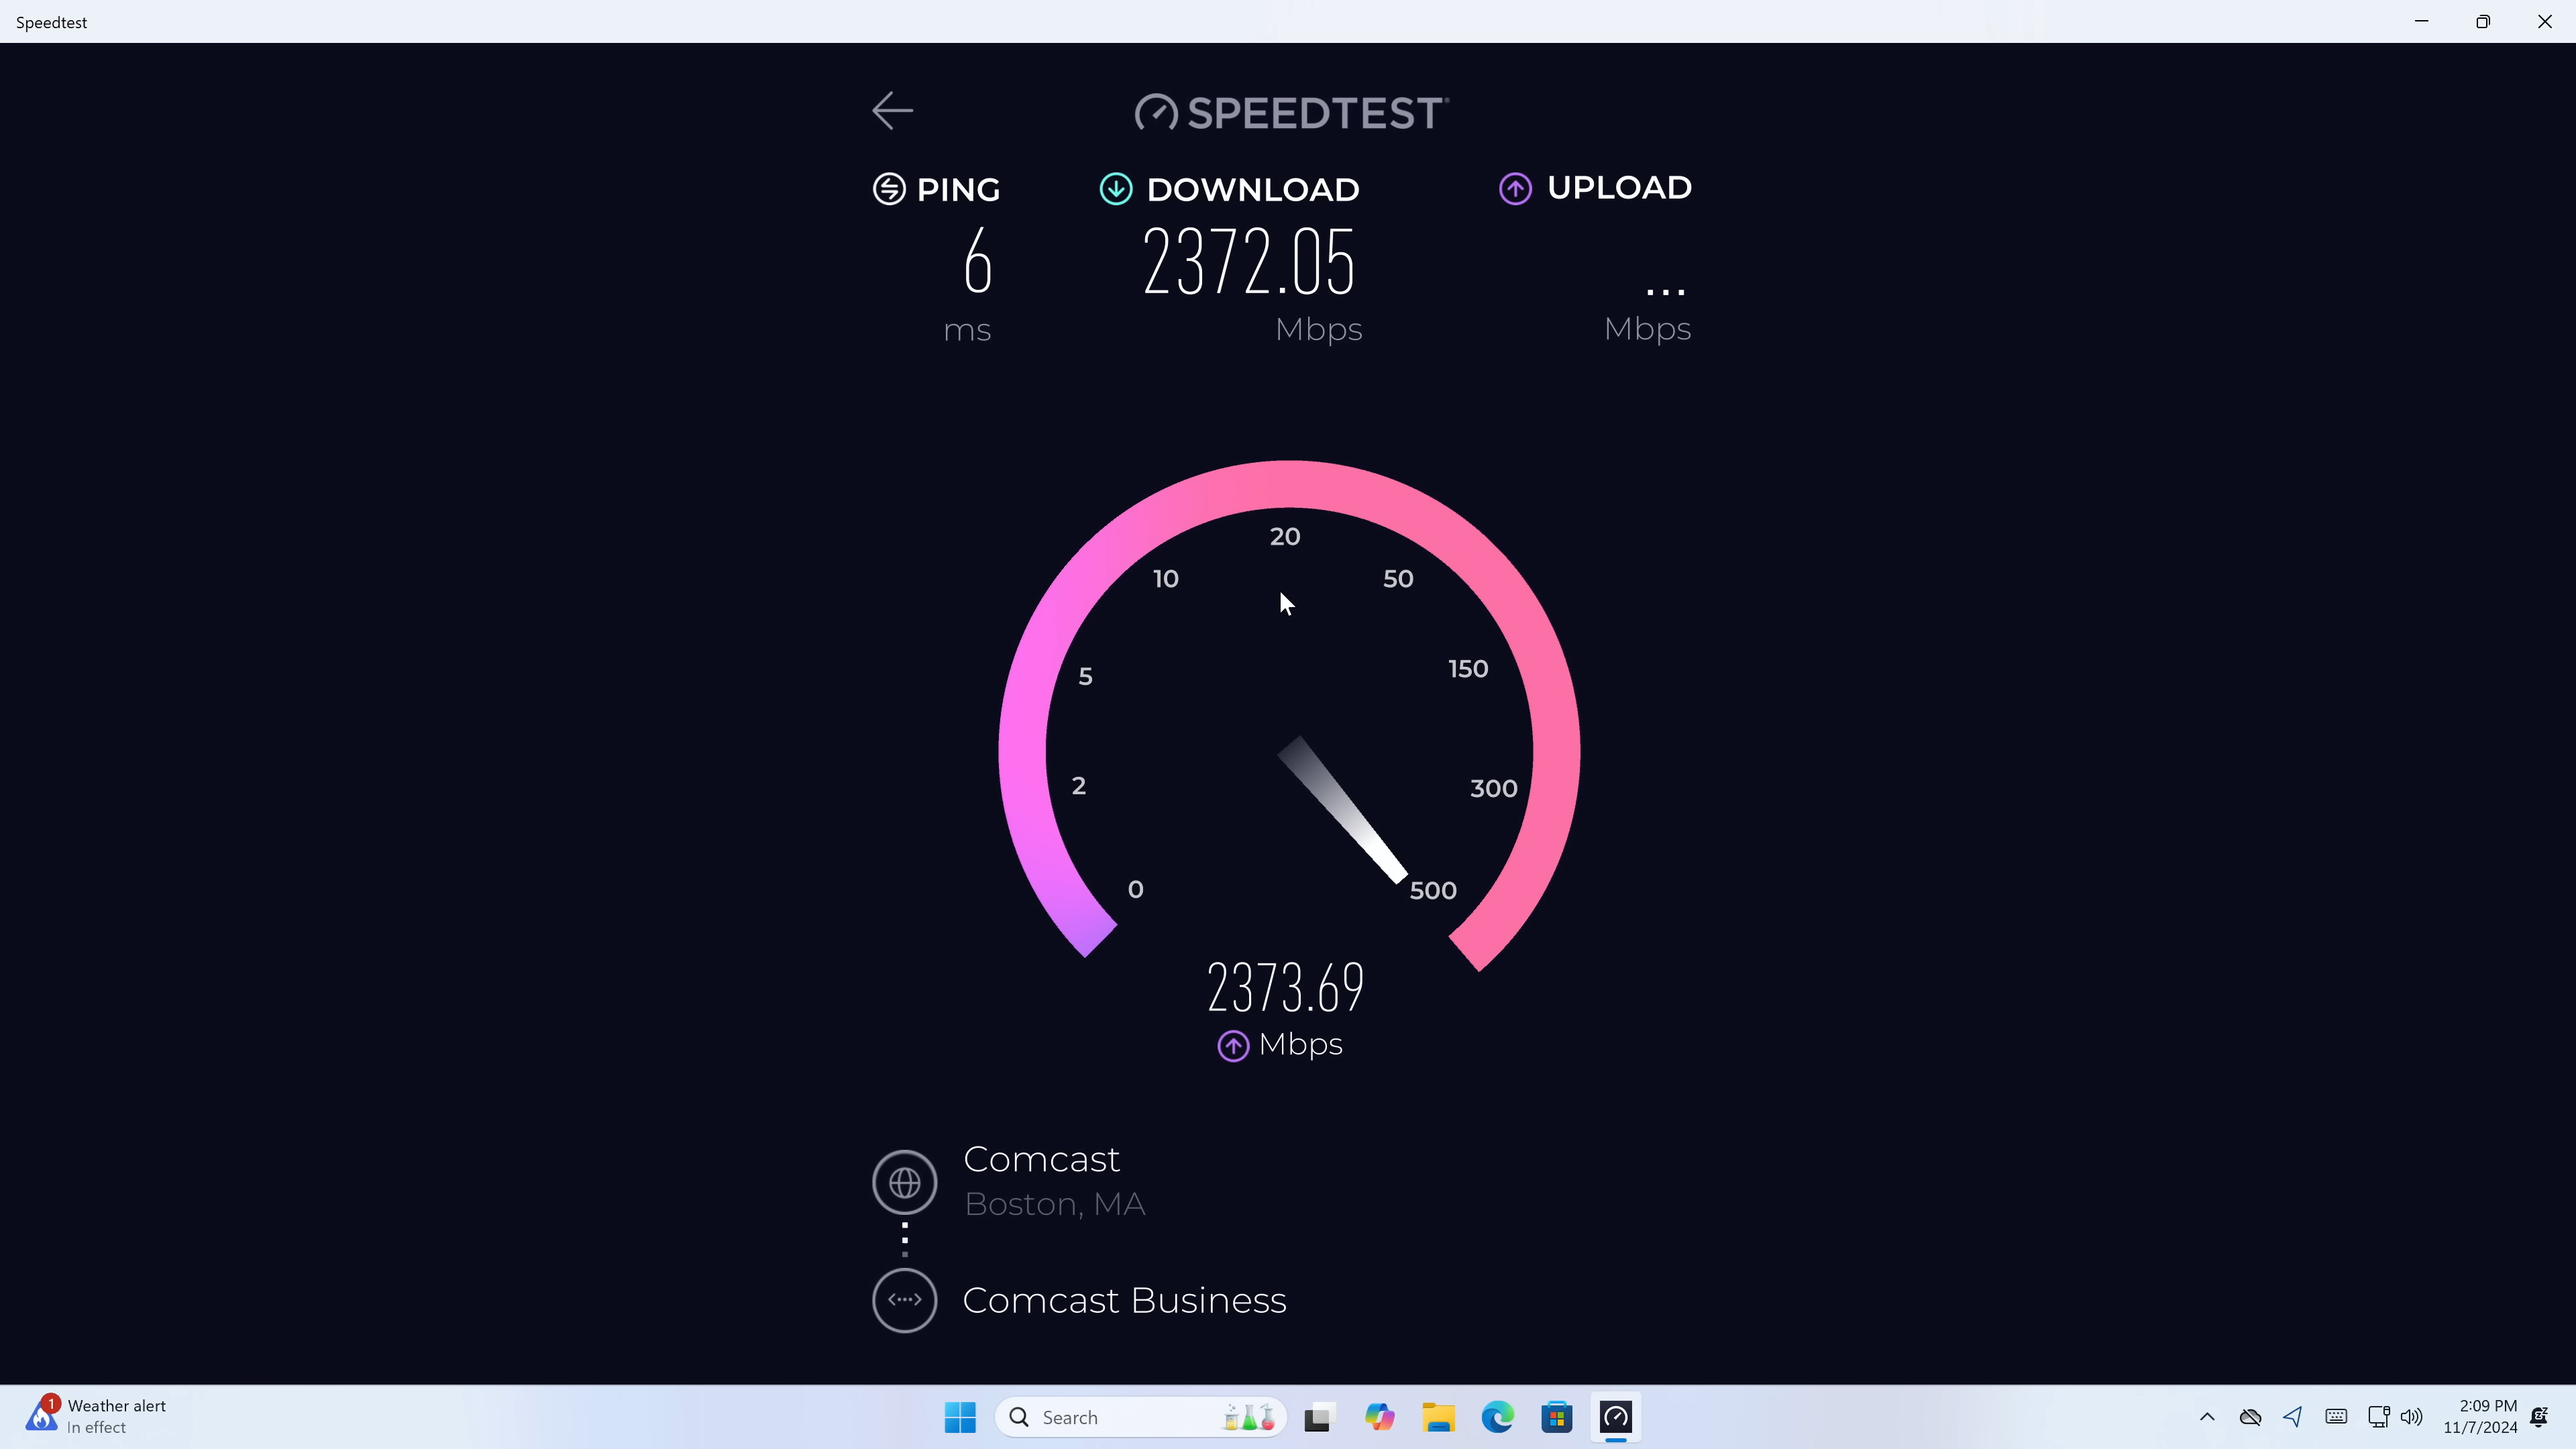 Speedtest
SPEEDTEST
PING
DOWNLOAD
UPLOAD
6
2372.05
...
ms
Mbps
Mbps
20
10
50
5
150
2
300
0
500
2373.69
Mbps
Comcast
Boston, MA
Comcast Business
1
Weather alert
In effect
Search
2:09 PM
11/7/2024